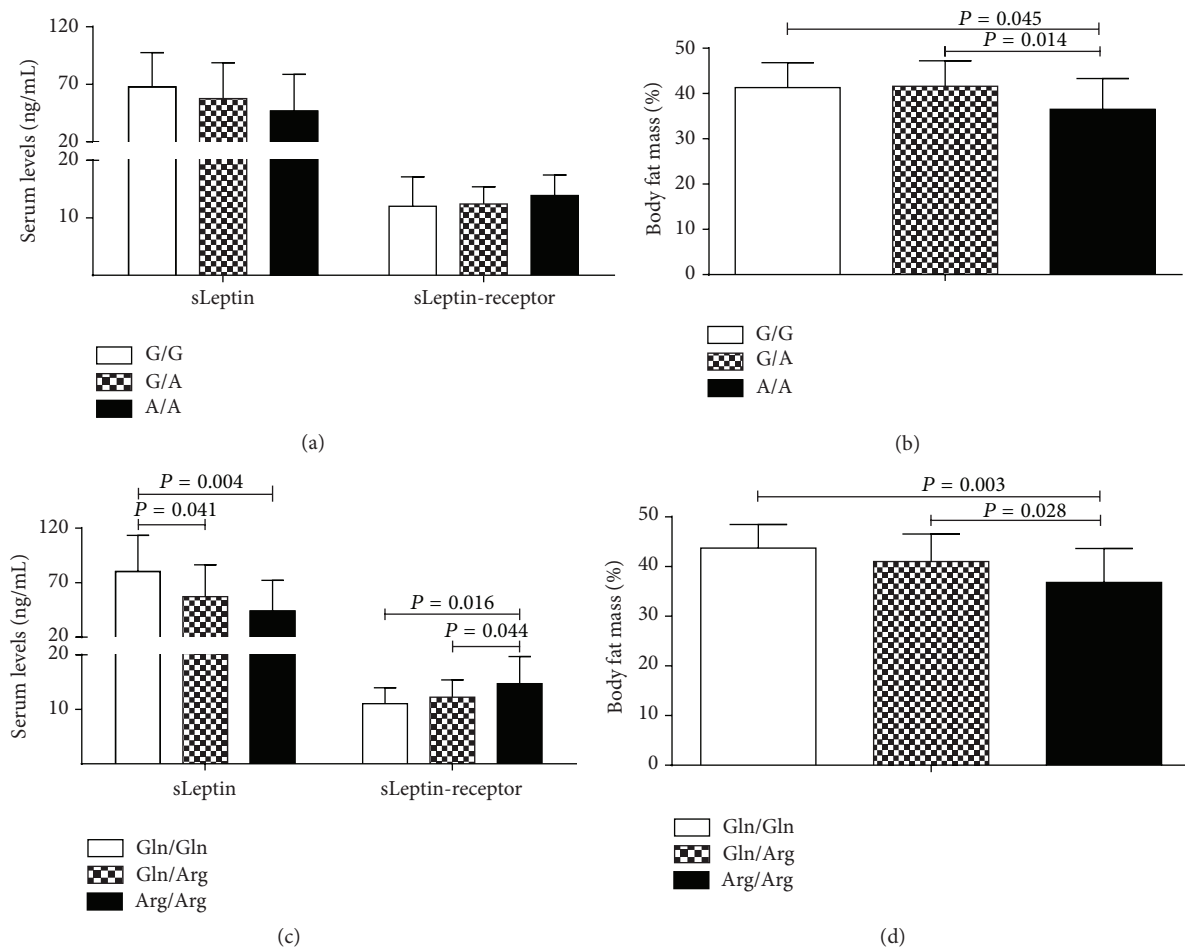 120
70
20
20
10
Serum levels (ng/mL)
sLeptin
sLeptin-receptor
G/G
G/A
A/A
(a)
P = 0.045
P = 0.014
50
40
30
20
10
0
Body fat mass (%)
G/G
G/A
A/A
(b)
P = 0.004
P = 0.041
120
70
20
20
10
Serum levels (ng/mL)
P = 0.016
P = 0.044
sLeptin
sLeptin-receptor
Gln/Gln
Gln/Arg
Arg/Arg
(c)
P = 0.003
P = 0.028
50
40
30
20
10
0
Body fat mass (%)
Gln/Gln
Gln/Arg
Arg/Arg
(d)